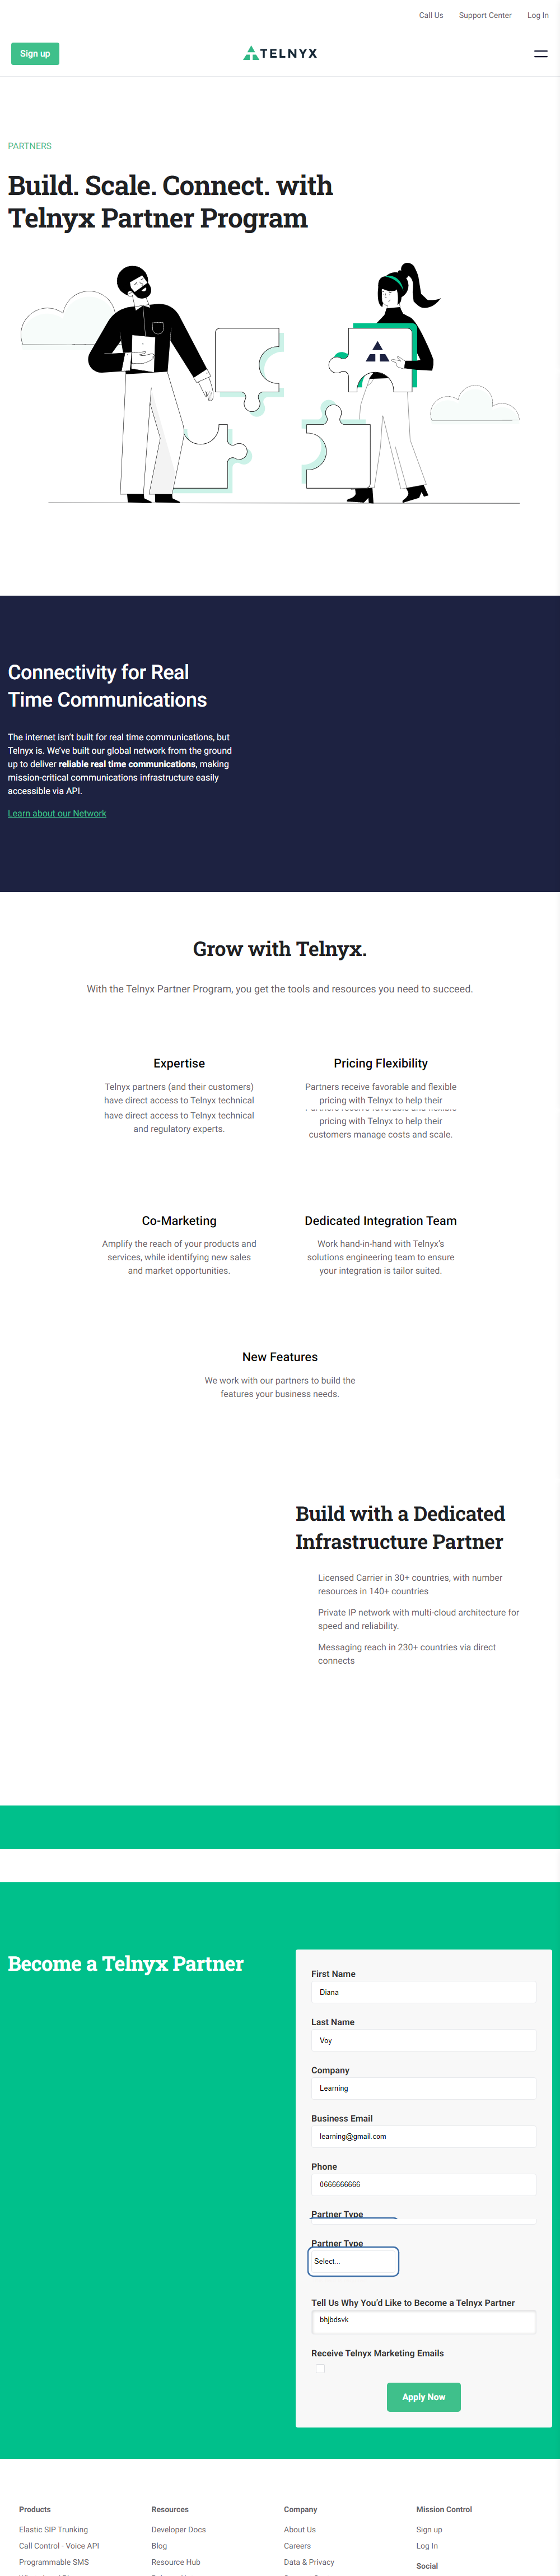 Call Us Support Center Log In
Sign up
TELNYX
PARTNERS
Build. Scale. Connect. with
Telnyx Partner Program
Connectivity for Real
Time Communications
The internet isn't built for real time communications, but
Telnyx is. We've built our global network from the ground
up to deliver reliable real time communications, making
mission-critical communications infrastructure easily
accessible via API.
Learn about our Network
Grow with Telnyx.
With the Telnyx Partner Program, you get the tools and resources you need to succeed.
Expertise
Telnyx partners (and their customers)
have direct access to Telnyx technical
have direct access to Telnyx technical
and regulatory experts.
Pricing Flexibility
Partners receive favorable and flexible
pricing with Telnyx to help their
pricing with Telnyx to help their
customers manage costs and scale.
Co-Marketing
Amplify the reach of your products and
services, while identifying new sales
and market opportunities.
Dedicated Integration Team
Work hand-in-hand with Telnyx's
solutions engineering team to ensure
your integration is tailor suited.
New Features
We work with our partners to build the
features your business needs.
Build with a Dedicated
Infrastructure Partner
Licensed Carrier in 30+ countries, with number
resources in 140+ countries
Private IP network with multi-cloud architecture for
speed and reliability.
Messaging reach in 230+ countries via direct
connects
Become a Telnyx Partner
First Name
Diana
Last Name
Voy
Company
Learning
Business Email
learning@gmail.com
Phone
0666666666
Partner Type
Partner Type
Select...
Tell Us Why You'd Like to Become a Telnyx Partner
bhjbdsvk
Receive Telnyx Marketing Emails
Apply Now
Products
Elastic SIP Trunking
Call Control - Voice API
Programmable SMS
Resources
Developer Docs
Blog
Resource Hub
Company
About Us
Careers
Data & Privacy
Mission Control
Sign up
Log In
Social